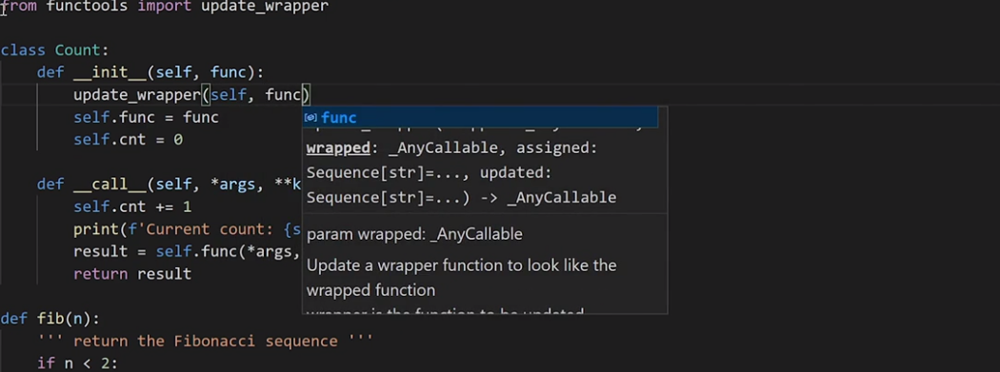 from functools import update_wrapper
class Count:
def __init__(self, func):
update_wrapper(self, func)
func
self.func = func
self.cnt = 0
wrapped: _AnyCallable, assigned:
Sequence[str]=..., updated:
Sequence[str]=...) -> _AnyCallable
def __call__(self, *args, **k
self.cnt += 1
print(f'Current count: {s
result = self.func(*args,
return result
param wrapped: _AnyCallable
Update a wrapper function to look like the
wrapped function
wrapper is the function to be updated
def fib(n):
''' return the Fibonacci sequence '''
if n < 2: